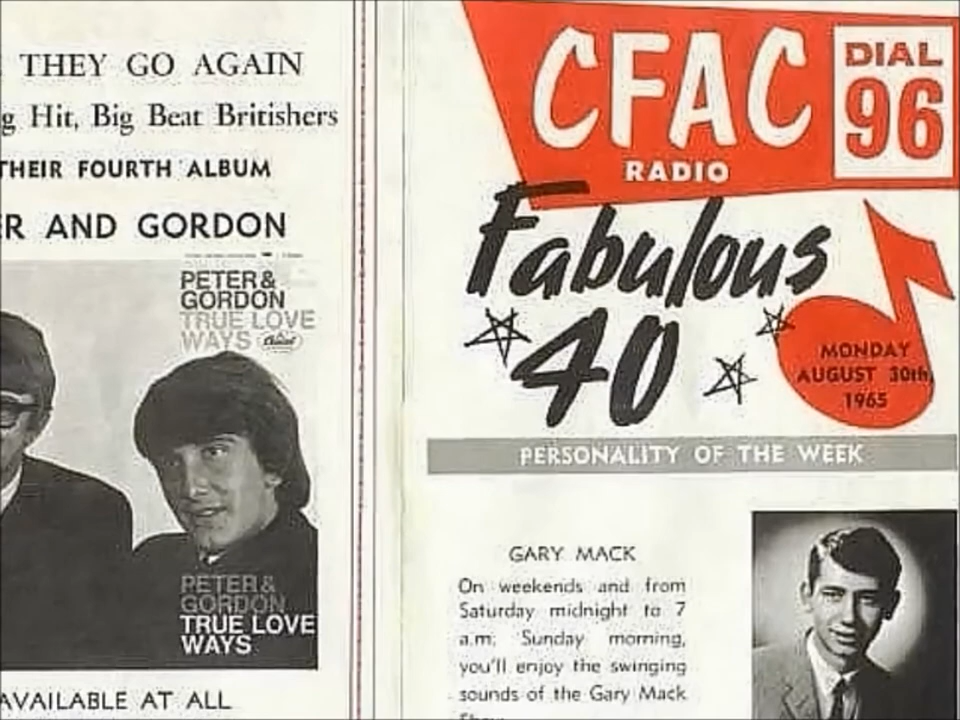 THEY GO AGAIN
g Hit, Big Beat Britishers
THEIR FOURTH ALBUM
R AND GORDON
PETER &
GORDON
TRUE LOVE
WAYS
Capitol
PETER &
GORDON
TRUE LOVE
WAYS
AVAILABLE AT ALL
CFAC
RADIO
DIAL
96
Fabulous
40
MONDAY
AUGUST 30th,
1965
PERSONALITY OF THE WEEK
GARY MACK
On weekends and from
Saturday midnight to 7
a.m. Sunday morning,
you'll enjoy the swinging
sounds of the Gary Mack